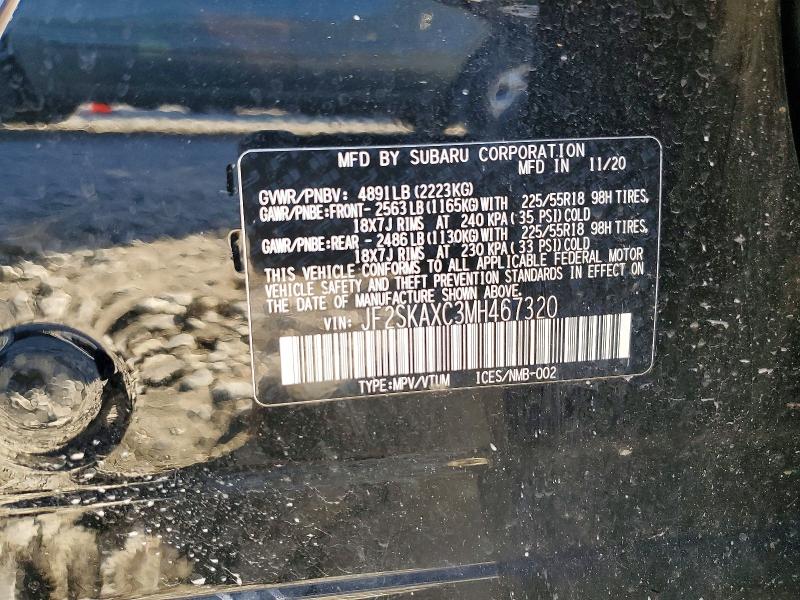 MFD BY SUBARU CORPORATION
MFD IN 11/20
GVWR/PNBV: 4891LB (2223KG)
GAWR/PNBE:FRONT- 2563LB (1165KG) WITH 225/55R18 98H TIRES,
18X7J RIMS AT 240 KPA (35 PSI) COLD
GAWR/PNBE:REAR - 2486LB (1130KG) WITH 225/55R18 98H TIRES,
18X7J RIMS AT 230 KPA (33 PSI) COLD
THIS VEHICLE CONFORMS TO ALL APPLICABLE FEDERAL MOTOR
VEHICLE SAFETY AND THEFT PREVENTION STANDARDS IN EFFECT ON
THE DATE OF MANUFACTURE SHOWN ABOVE.
VIN: JF2SKAXC3MH467320
TYPE:MPV/VTUM ICES/NMB-002